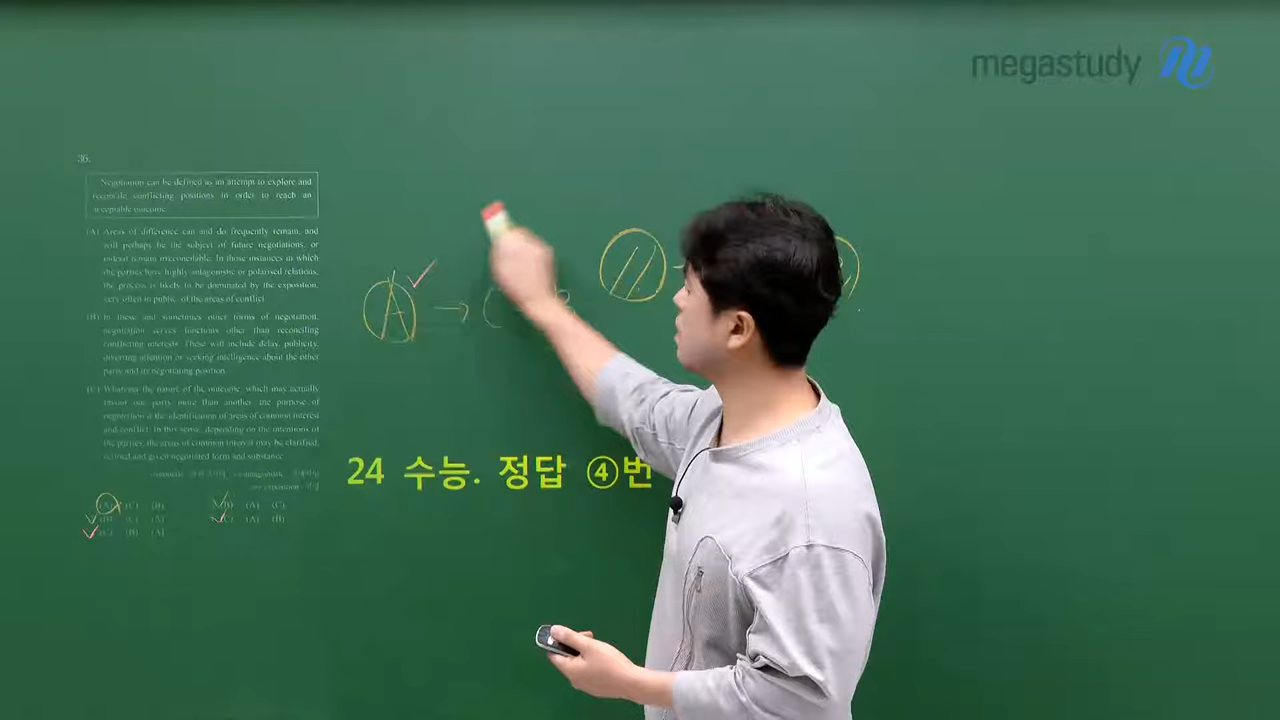 megastudy
36.
Negotiation can be defined as an attempt to explore and
reconcile conflicting positions in order to reach an
acceptable outcome.
(A) Areas of difference can and do frequently remain, and
will perhaps be the subject of future negotiations, or
indeed remain irreconcilable. In those instances in which
the parties have highly antagonistic or polarised relations,
the process is likely to be dominated by the exposition,
very often in public, of the areas of conflict.
(B) In these and sometimes other forms of negotiation,
negotiation serves functions other than reconciling
conflicting interests. These will include delay, publicity,
diverting attention or seeking intelligence about the other
party and its negotiating position.
(C) Whatever the nature of the outcome, which may actually
favour one party more than another, the purpose of
negotiation is the identification of areas of common interest
and conflict. In this sense, depending on the intentions of
the parties, the areas of common interest may be clarified,
refined and given negotiated form and substance.
(A) (C) (B)
(B) (A) (C)
(B) (C) (A)
(C) (A) (B)
(C) (B) (A)
A →
24 수능. 정답 ④번